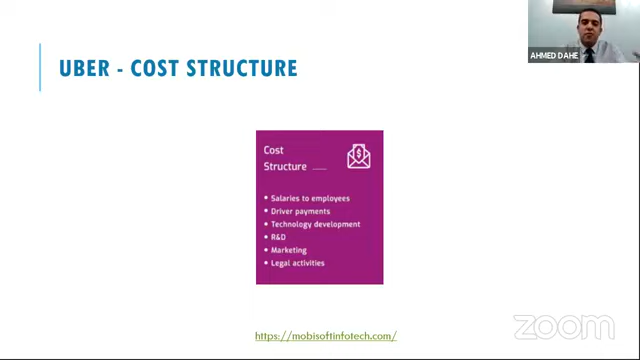 AHMED DAHE
UBER - COST STRUCTURE
Cost
Structure
• Salaries to employees
• Driver payments
• Technology development
• R&D
• Marketing
• Legal activities
https://mobisoftinfotech.com/
zoom